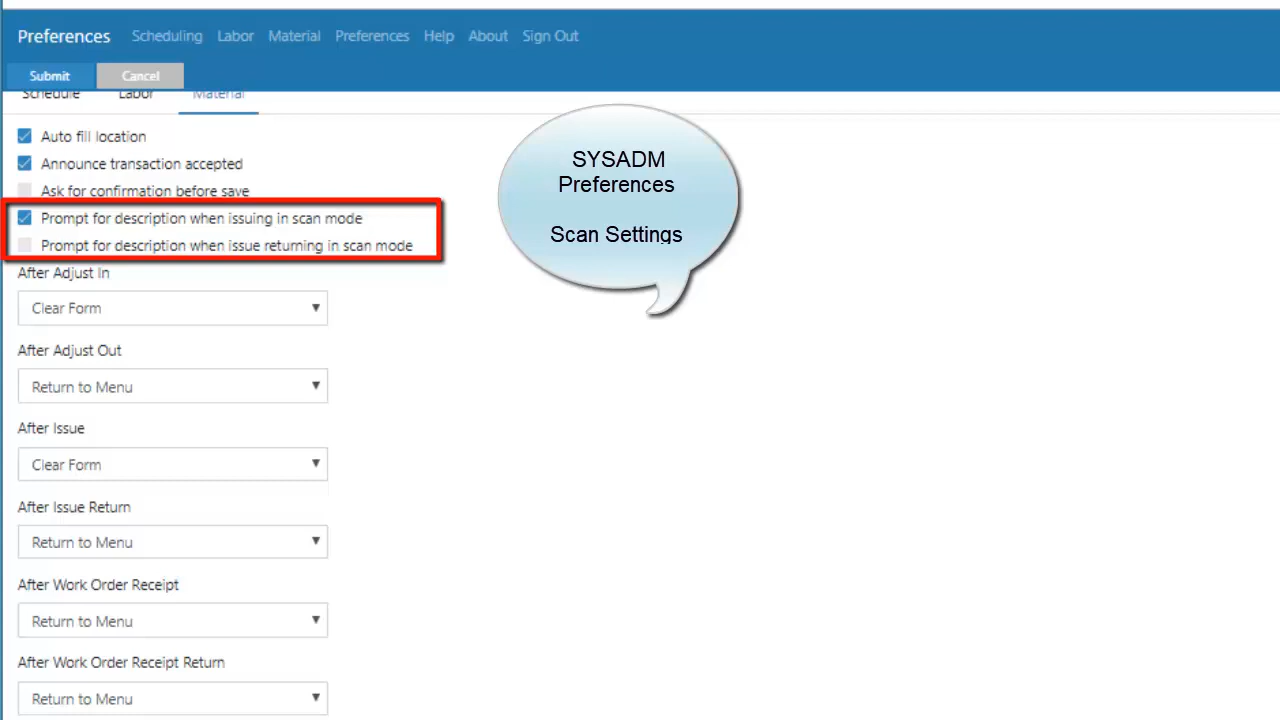 Preferences Scheduling Labor Material Preferences Help About Sign Out
Submit Cancel
Schedule Labor Material
Auto fill location
Announce transaction accepted
Ask for confirmation before save
Prompt for description when issuing in scan mode
Prompt for description when issue returning in scan mode
SYSADM
Preferences
Scan Settings
After Adjust In
Clear Form
After Adjust Out
Return to Menu
After Issue
Clear Form
After Issue Return
Return to Menu
After Work Order Receipt
Return to Menu
After Work Order Receipt Return
Return to Menu